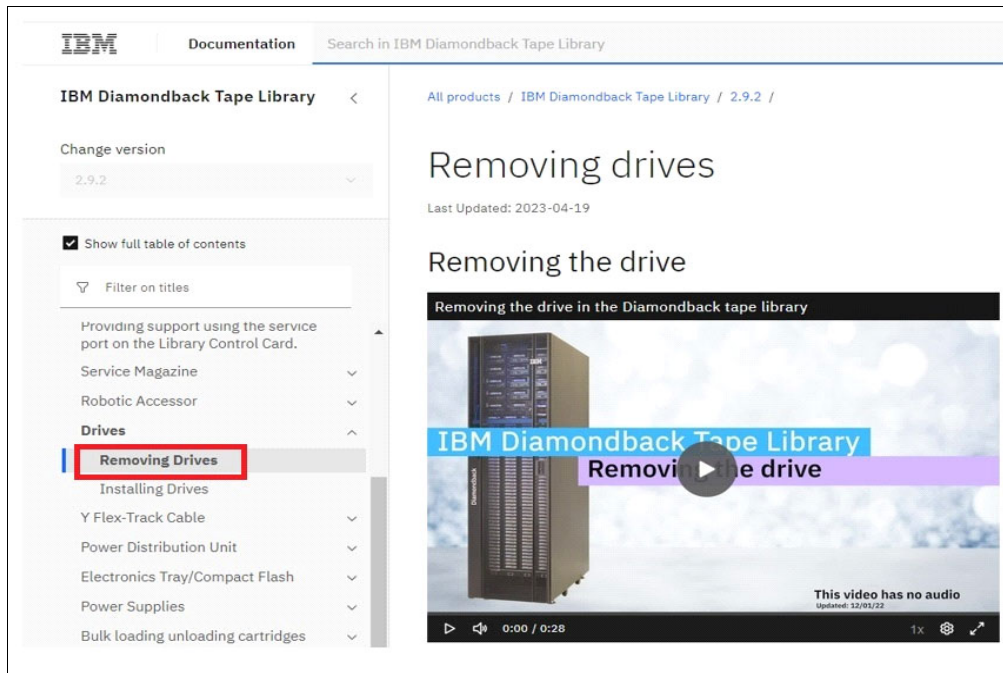 IBM
Documentation
Search in IBM Diamondback Tape Library
IBM Diamondback Tape Library
Change version
2.9.2
Show full table of contents
Filter on titles
Providing support using the service
port on the Library Control Card.
Service Magazine
Robotic Accessor
Drives
Removing Drives
Installing Drives
Y Flex-Track Cable
Power Distribution Unit
Electronics Tray/Compact Flash
Power Supplies
Bulk loading unloading cartridges
All products / IBM Diamondback Tape Library / 2.9.2 /
Removing drives
Last Updated: 2023-04-19
Removing the drive
Removing the drive in the Diamondback tape library
IBM
Diamondback
IBM Diamondback Tape Library
Removing the drive
This video has no audio
Updated: 12/01/22
0:00 / 0:28
1x